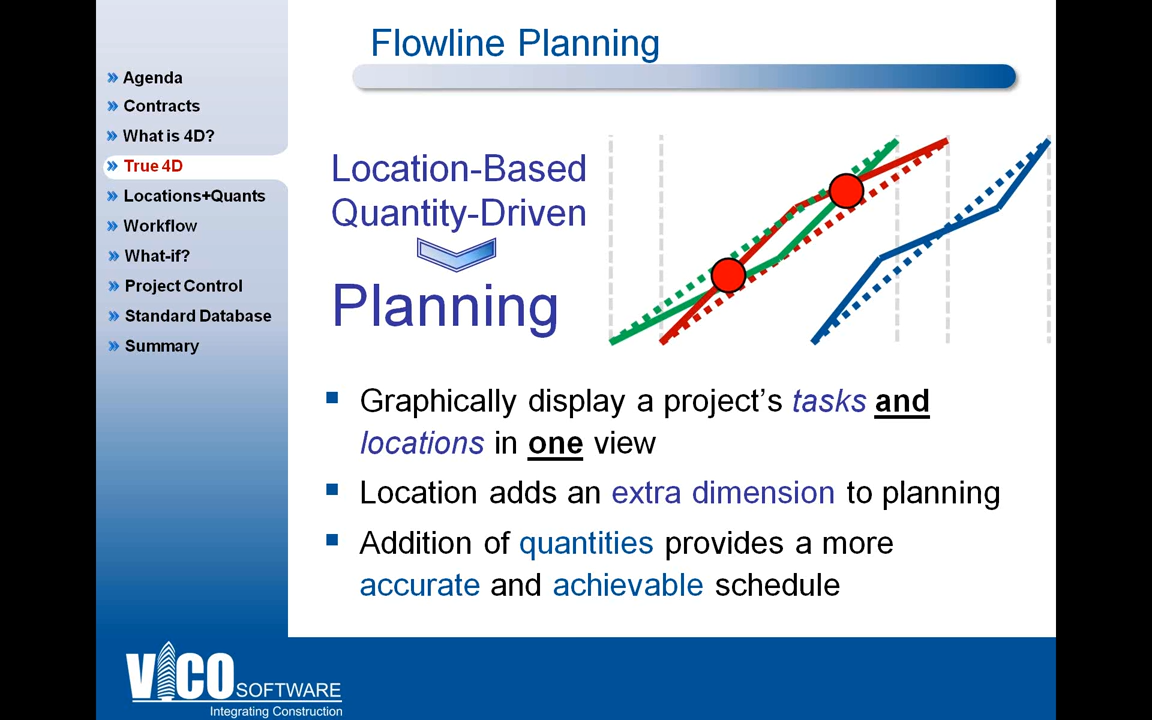 Flowline Planning
Agenda
Contracts
What is 4D?
True 4D
Locations+Quants
Workflow
What-if?
Project Control
Standard Database
Summary
Location-Based
Quantity-Driven
Planning
Graphically display a project’s tasks and
locations in one view
Location adds an extra dimension to planning
Addition of quantities provides a more
accurate and achievable schedule
VICO SOFTWARE
Integrating Construction